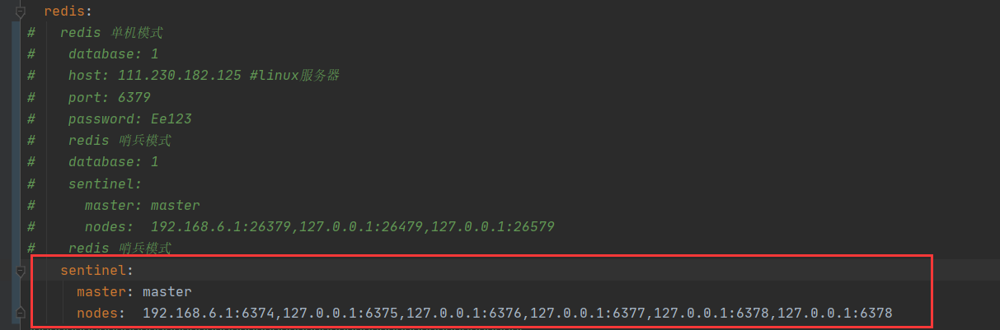 redis:
#   redis 单机模式
#    database: 1
#    host: 111.230.182.125 #linux服务器
#    port: 6379
#    password: Ee123
#    redis 哨兵模式
#    database: 1
#    sentinel:
#      master: master
#      nodes:  192.168.6.1:26379,127.0.0.1:26479,127.0.0.1:26579
#    redis 哨兵模式
sentinel:
master: master
nodes:  192.168.6.1:6374,127.0.0.1:6375,127.0.0.1:6376,127.0.0.1:6377,127.0.0.1:6378,127.0.0.1:6378